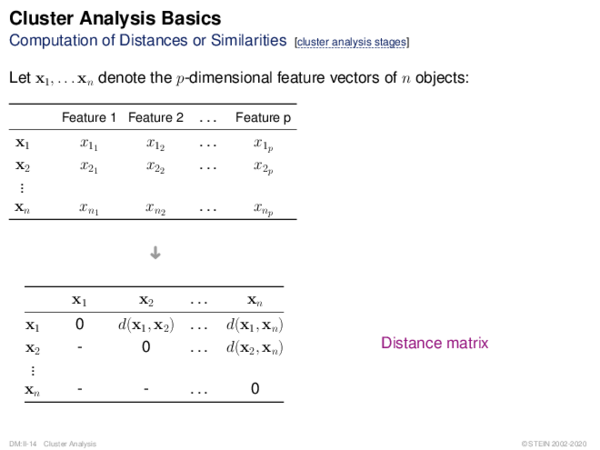 Cluster Analysis Basics
Computation of Distances or Similarities [cluster analysis stages]
Let x₁, . . . xₙ denote the p-dimensional feature vectors of n objects:
Feature 1 Feature 2 . . . Feature p
x₁ x₁₁ x₁₂ . . . x₁ₚ
x₂ x₂₁ x₂₂ . . . x₂ₚ
⋮
xₙ xₙ₁ xₙ₂ . . . xₙₚ
↓
x₁ x₂ . . . xₙ
x₁ 0 d(x₁, x₂) . . . d(x₁, xₙ)
x₂ - 0 . . . d(x₂, xₙ)
Distance matrix
⋮
xₙ - - . . . 0
DM:II-14 Cluster Analysis © STEIN 2002-2020